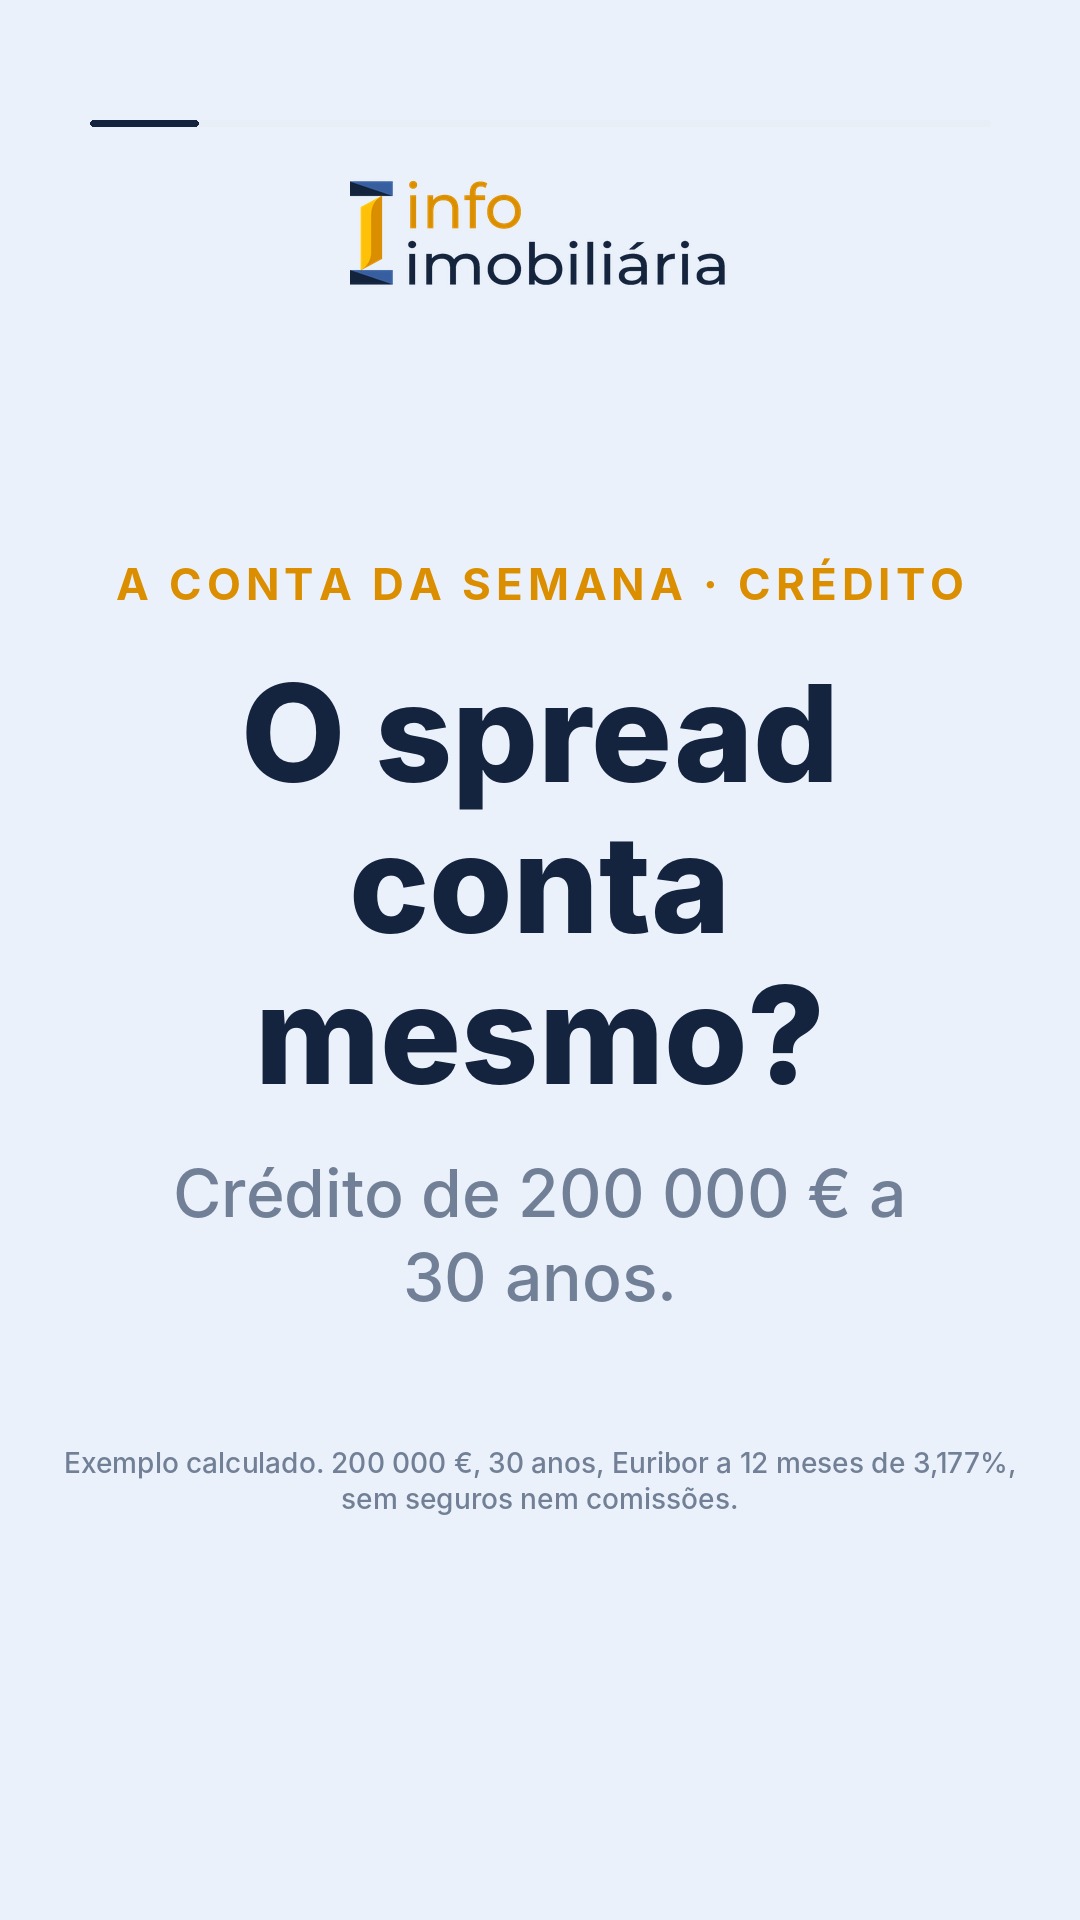 info
imobiliária
A CONTA DA SEMANA · CRÉDITO
O spread
conta
mesmo?
Crédito de 200 000 € a
30 anos.
Exemplo calculado. 200 000 €, 30 anos, Euribor a 12 meses de 3,177%,
sem seguros nem comissões.